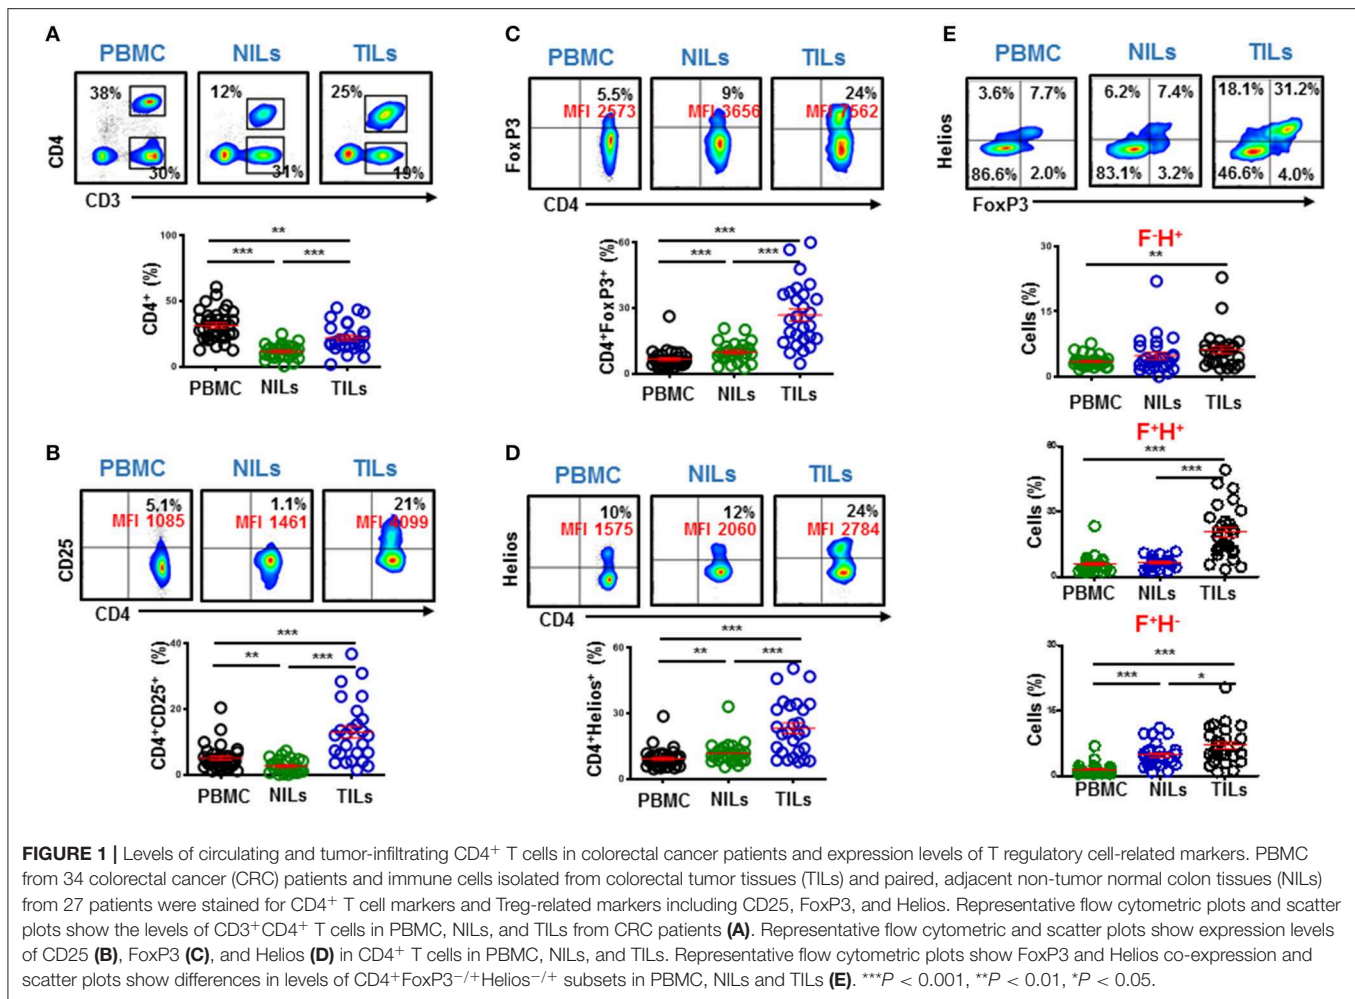 A
PBMC NILs TILs
38% 12% 25%
CD4
30% 31% 19%
CD3
100
50
0
CD4+ (%)
**
*** ***
PBMC NILs TILs
B
PBMC NILs TILs
5.1% 1.1% 21%
MFI 1085 MFI 1461 MFI 4099
CD25
CD4
40
20
0
CD4+CD25+ (%)
***
** ***
PBMC NILs TILs
C
PBMC NILs TILs
5.5% 9% 24%
MFI 2573 MFI 3656 MFI 7562
FoxP3
CD4
60
30
0
CD4+FoxP3+ (%)
***
*** ***
PBMC NILs TILs
D
PBMC NILs TILs
10% 12% 24%
MFI 1575 MFI 2060 MFI 2784
Helios
CD4
60
30
0
CD4+Helios+ (%)
***
** ***
PBMC NILs TILs
E
PBMC NILs TILs
3.6% 7.7% 6.2% 7.4% 18.1% 31.2%
Helios
86.6% 2.0% 83.1% 3.2% 46.6% 4.0%
FoxP3
F-H+
30
15
0
Cells (%)
**
PBMC NILs TILs
F+H+
60
30
0
Cells (%)
***
***
PBMC NILs TILs
F+H-
30
15
0
Cells (%)
***
*** *
PBMC NILs TILs
FIGURE 1 | Levels of circulating and tumor-infiltrating CD4+ T cells in colorectal cancer patients and expression levels of T regulatory cell-related markers. PBMC
from 34 colorectal cancer (CRC) patients and immune cells isolated from colorectal tumor tissues (TILs) and paired, adjacent non-tumor normal colon tissues (NILs)
from 27 patients were stained for CD4+ T cell markers and Treg-related markers including CD25, FoxP3, and Helios. Representative flow cytometric plots and scatter
plots show the levels of CD3+CD4+ T cells in PBMC, NILs, and TILs from CRC patients (A). Representative flow cytometric and scatter plots show expression levels
of CD25 (B), FoxP3 (C), and Helios (D) in CD4+ T cells in PBMC, NILs, and TILs. Representative flow cytometric plots show FoxP3 and Helios co-expression and
scatter plots show differences in levels of CD4+FoxP3−/+Helios−/+ subsets in PBMC, NILs and TILs (E). ***P < 0.001, **P < 0.01, *P < 0.05.